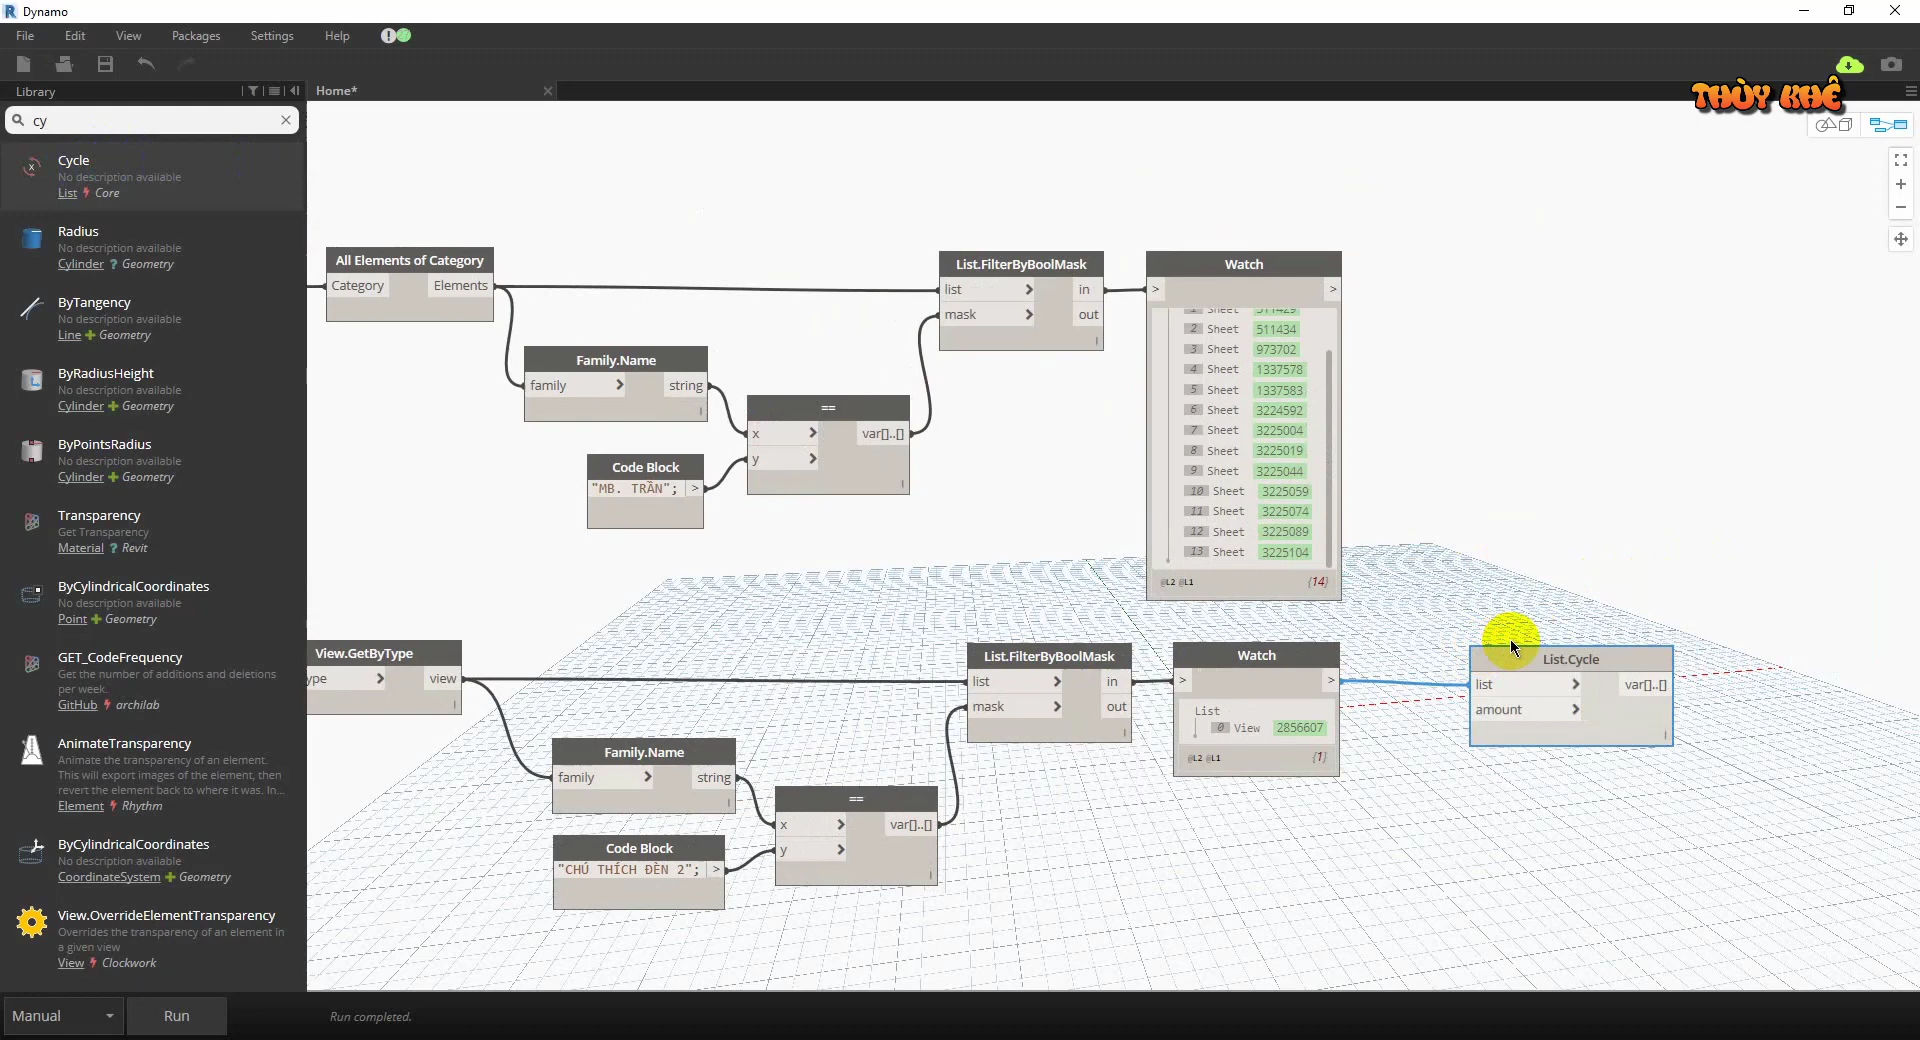 Dynamo
File Edit View Packages Settings Help
Library
Home*
THÙY KHÊ
cy
Cycle
No description available
List Core
Radius
No description available
Cylinder ? Geometry
ByTangency
No description available
Line + Geometry
ByRadiusHeight
No description available
Cylinder + Geometry
ByPointsRadius
No description available
Cylinder + Geometry
Transparency
Get Transparency
Material ? Revit
ByCylindricalCoordinates
No description available
Point + Geometry
GET_CodeFrequency
Get the number of additions and deletions
per week.
GitHub archilab
AnimateTransparency
Animate the transparency of an element.
This will export images of the element, then
revert the element back to where it was. In...
Element Rhythm
ByCylindricalCoordinates
No description available
CoordinateSystem + Geometry
View.OverrideElementTransparency
Overrides the transparency of an element in
a given view
View Clockwork
All Elements of Category
Category Elements
Family.Name
family > string
Code Block
"MB. TRẦN"; >
==
x > var[]..[]
y >
List.FilterByBoolMask
list > in
mask > out
Watch
> >
1 Sheet 511429
2 Sheet 511434
3 Sheet 973702
4 Sheet 1337578
5 Sheet 1337583
6 Sheet 3224592
7 Sheet 3225004
8 Sheet 3225019
9 Sheet 3225044
10 Sheet 3225059
11 Sheet 3225074
12 Sheet 3225089
13 Sheet 3225104
@L2 @L1 {14}
View.GetByType
ype > view
Family.Name
family > string
Code Block
"CHÚ THÍCH ĐÈN 2"; >
==
x > var[]..[]
y >
List.FilterByBoolMask
list > in
mask > out
Watch
> >
List
0 View 2856607
@L2 @L1 {1}
List.Cycle
list > var[]..[]
amount >
Manual
Run
Run completed.